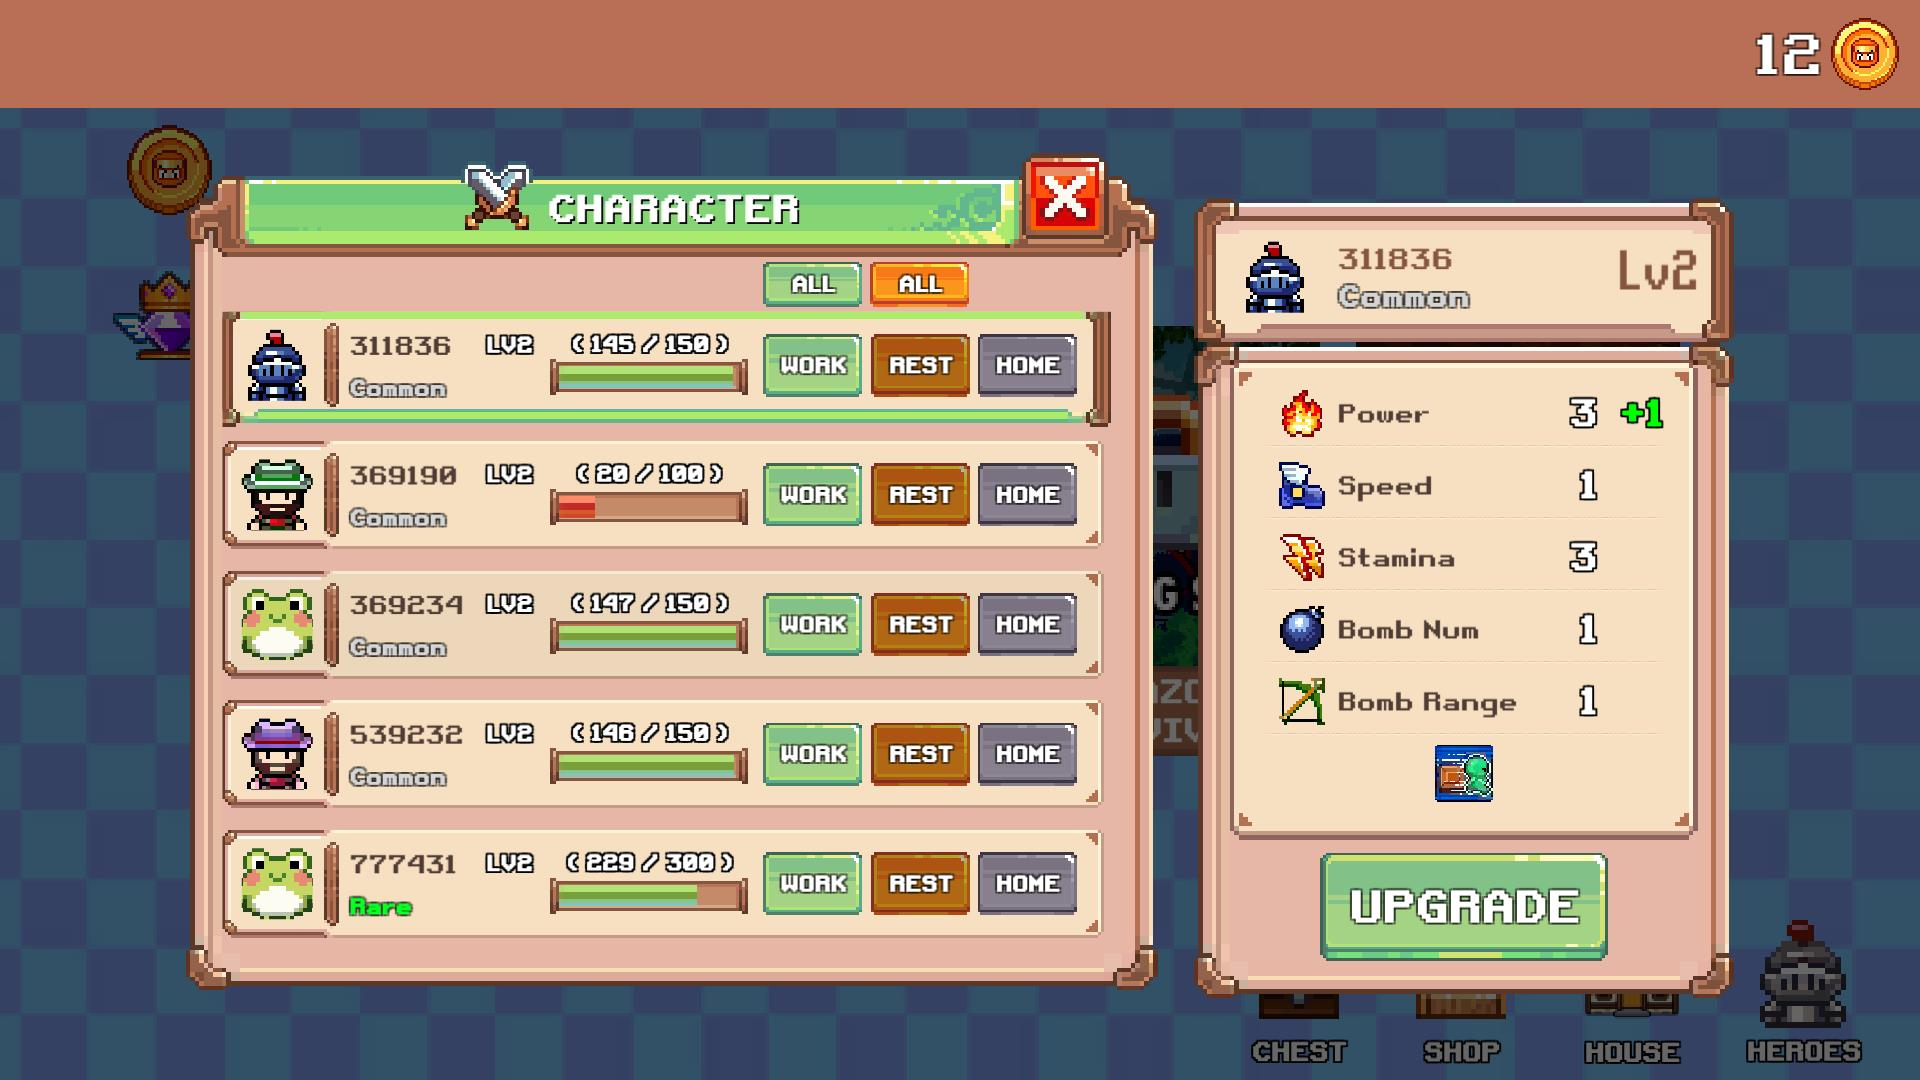 12
CHARACTER
ALL ALL
311836 LV2 ( 145 / 150 ) WORK REST HOME
Common
369190 LV2 ( 20 / 100 ) WORK REST HOME
Common
369234 LV2 ( 147 / 150 ) WORK REST HOME
Common
539232 LV2 ( 146 / 150 ) WORK REST HOME
Common
777431 LV2 ( 229 / 300 ) WORK REST HOME
Rare
311836 Lv2
Common
Power 3 +1
Speed 1
Stamina 3
Bomb Num 1
Bomb Range 1
UPGRADE
CHEST SHOP HOUSE HEROES